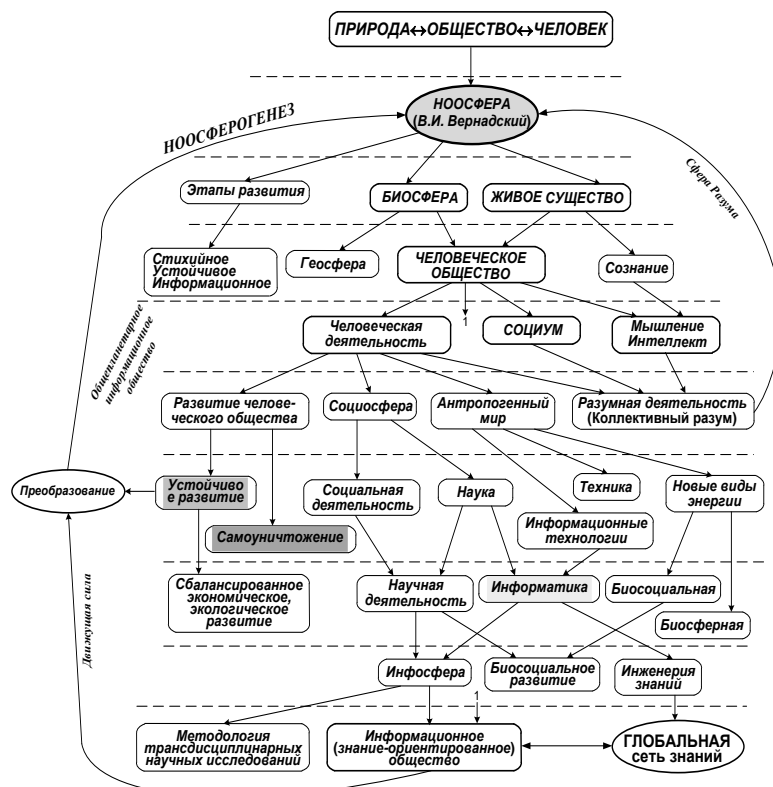 ПРИРОДА↔ОБЩЕСТВО↔ЧЕЛОВЕК
НООСФЕРА
(В.И. Вернадский)
НООСФЕРОГЕНЕЗ
Сфера Разума
Этапы развития
БИОСФЕРА
ЖИВОЕ СУЩЕСТВО
Стихийное
Устойчивое
Информационное
Геосфера
ЧЕЛОВЕЧЕСКОЕ
ОБЩЕСТВО
Сознание
1
Общепланетарное
информационное
общество
Человеческая
деятельность
СОЦИУМ
Мышление
Интеллект
Развитие челове-
ческого общества
Социосфера
Антропогенный
мир
Разумная деятельность
(Коллективный разум)
Преобразование
Устойчиво
е развитие
Социальная
деятельность
Наука
Техника
Новые виды
энергии
Самоуничтожение
Информационные
технологии
Движущая сила
Сбалансированное
экономическое,
экологическое
развитие
Научная
деятельность
Информатика
Биосоциальная
Биосферная
Инфосфера
Биосоциальное
развитие
Инженерия
знаний
1
Методология
трансдисциплинарных
научных исследований
Информационное
(знание-ориентированное)
общество
ГЛОБАЛЬНАЯ
сеть знаний